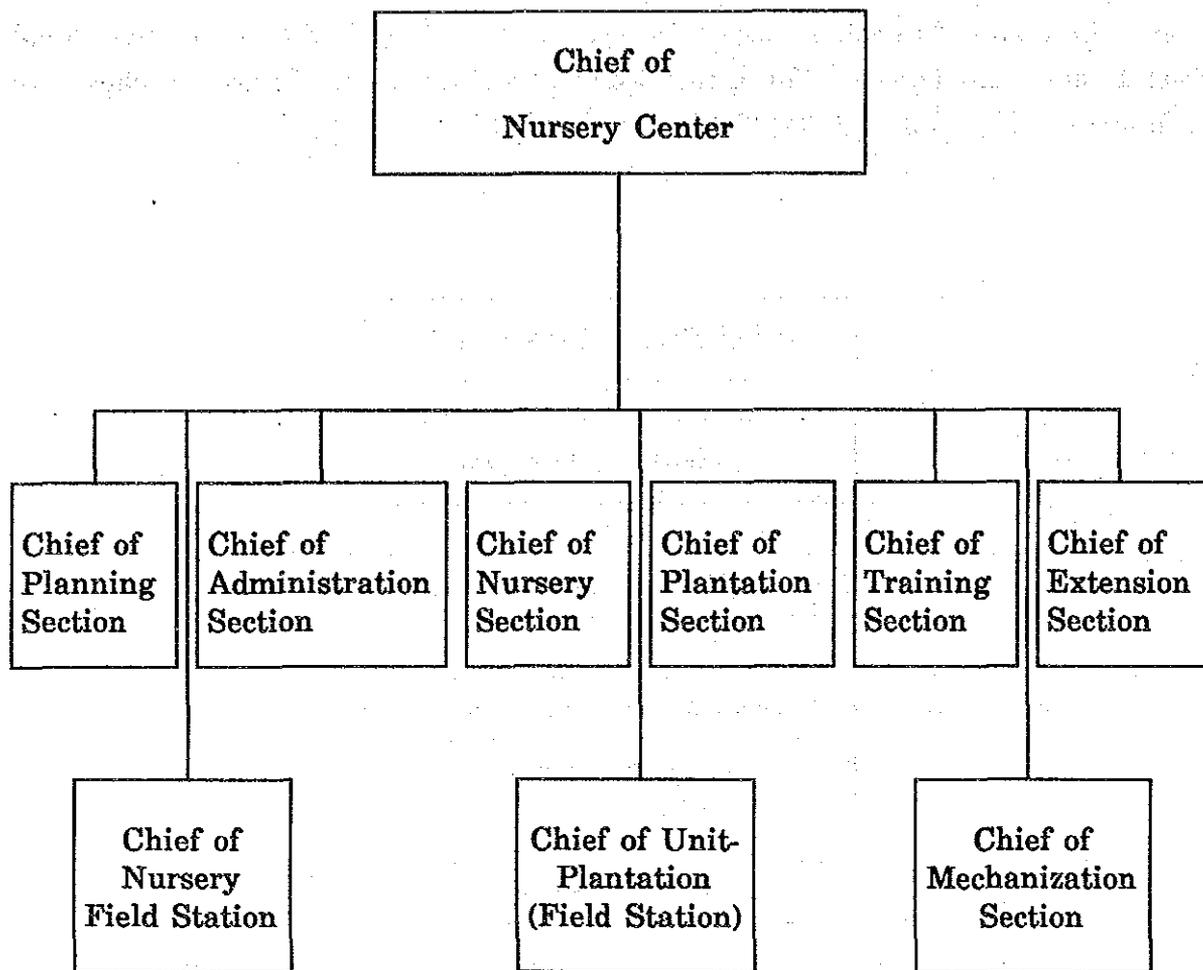 Chief of
Nursery Center
Chief of
Planning
Section
Chief of
Administration
Section
Chief of
Nursery
Section
Chief of
Plantation
Section
Chief of
Training
Section
Chief of
Extension
Section
Chief of
Nursery
Field Station
Chief of Unit-
Plantation
(Field Station)
Chief of
Mechanization
Section